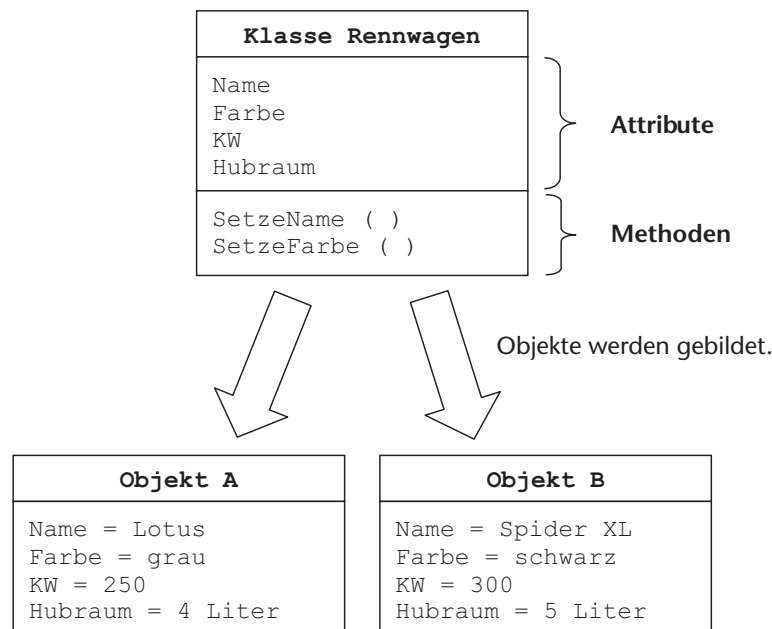 Klasse Rennwagen
Name
Farbe
KW
Hubraum
Attribute
SetzeName ( )
SetzeFarbe ( )
Methoden
Objekte werden gebildet.
Objekt A
Name = Lotus
Farbe = grau
KW = 250
Hubraum = 4 Liter
Objekt B
Name = Spider XL
Farbe = schwarz
KW = 300
Hubraum = 5 Liter